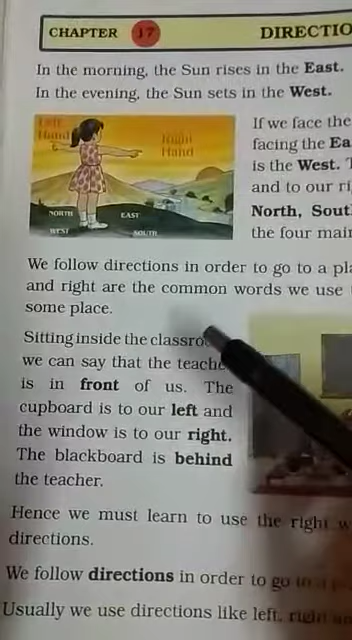 CHAPTER 17 DIRECTIO
In the morning, the Sun rises in the East.
In the evening, the Sun sets in the West.
Left Hand
Right Hand
NORTH EAST
WEST SOUTH
If we face the
facing the Ea
is the West.
and to our ri
North, Sout
the four main
We follow directions in order to go to a pla
and right are the common words we use
some place.
Sitting inside the classro
we can say that the teache
is in front of us. The
cupboard is to our left and
the window is to our right.
The blackboard is behind
the teacher.
Hence we must learn to use the right w
directions.
We follow directions in order to go to a
Usually we use directions like left, right an